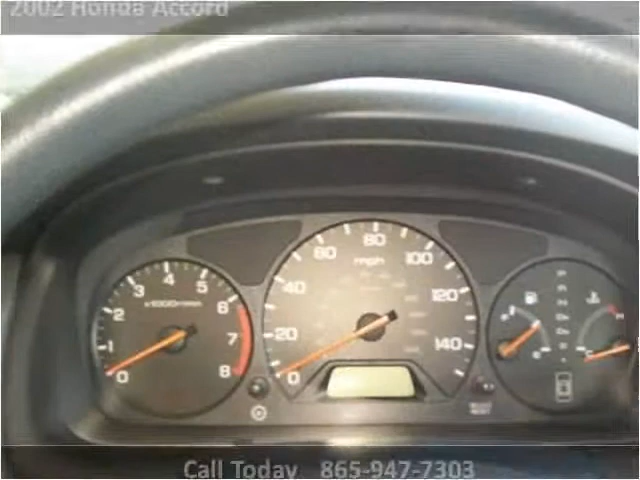 2002 Honda Accord
80
60 100
mph
4
3 5
40 120
2 x1000r/min 6
20 140
1 7
0 8
0
F
E
H
C
Call Today 865-947-7303